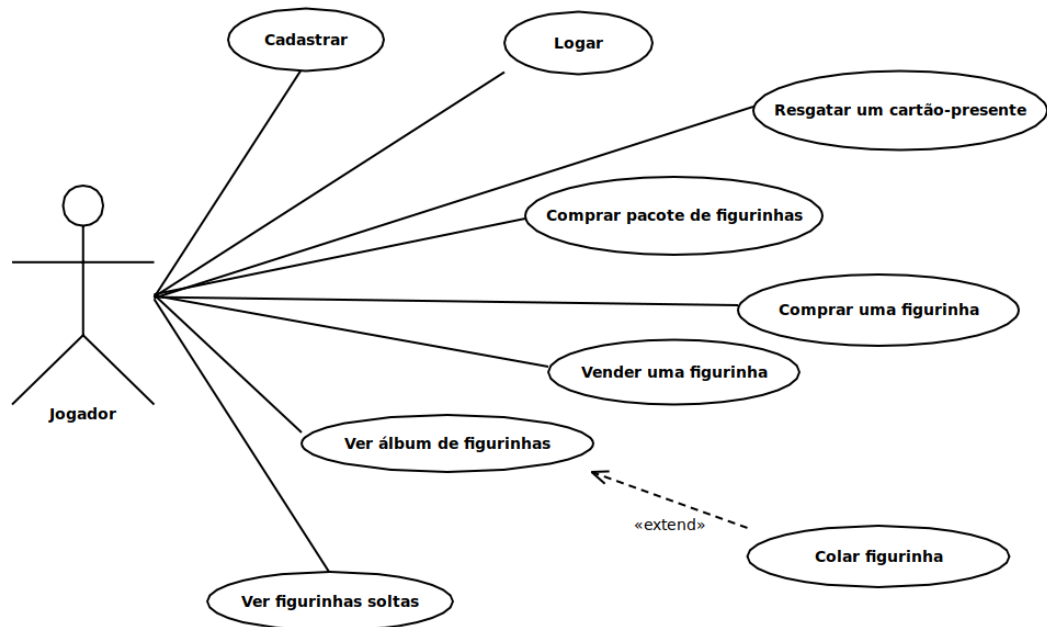 Cadastrar
Logar
Resgatar um cartão-presente
Comprar pacote de figurinhas
Comprar uma figurinha
Vender uma figurinha
Jogador
Ver álbum de figurinhas
«extend»
Colar figurinha
Ver figurinhas soltas